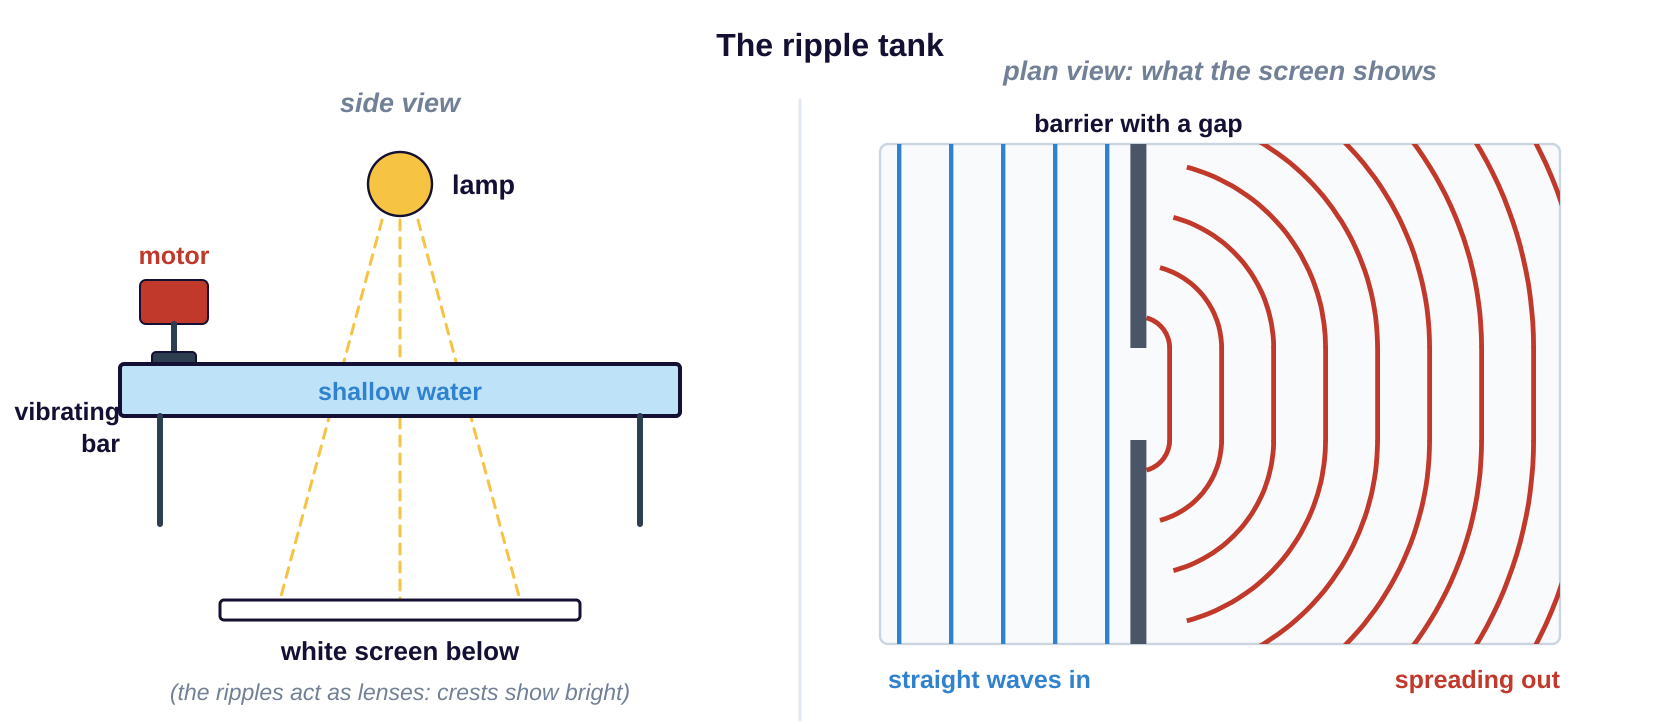 The ripple tank
side view
lamp
motor
shallow water
vibrating
bar
white screen below
(the ripples act as lenses: crests show bright)
plan view: what the screen shows
barrier with a gap
straight waves in
spreading out